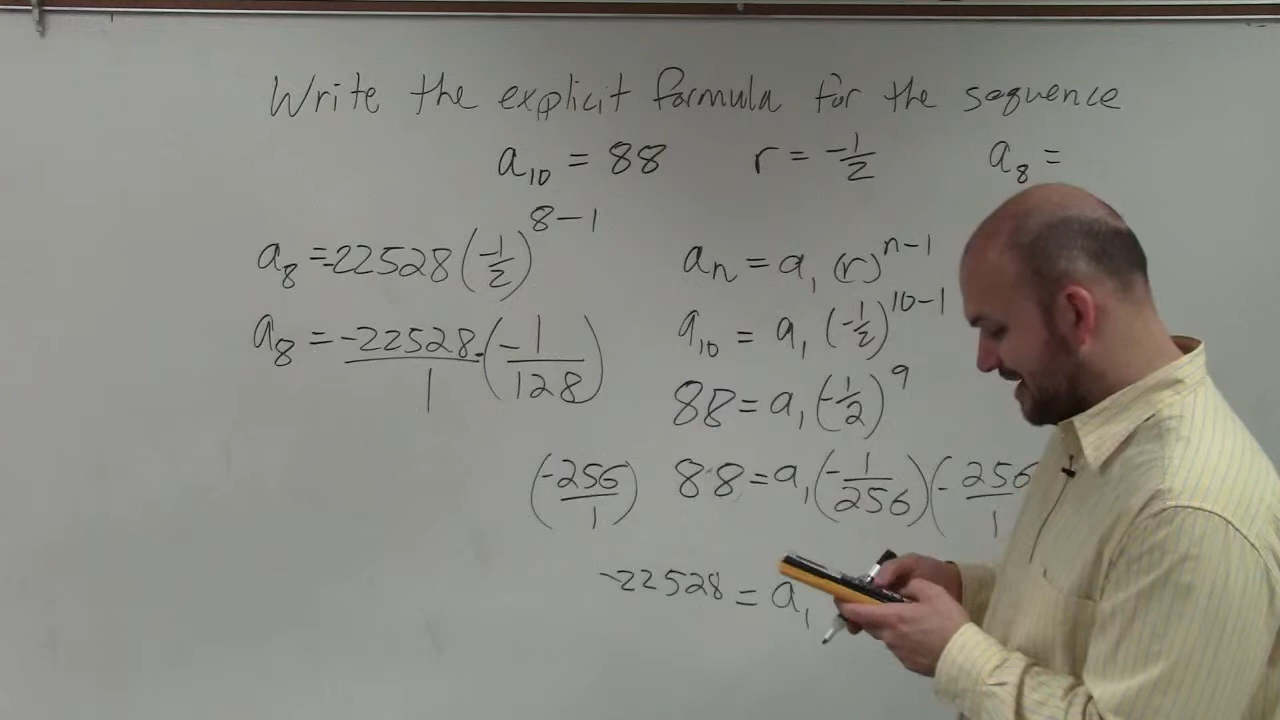 Write the explicit formula for the sequence
a₁₀ = 88 r = -1/2 a₈ =
a₈ = -22528(-1/2)^(8-1)
a₈ = -22528/1 · (-1/128)
aₙ = a₁(r)^(n-1)
a₁₀ = a₁(-1/2)^(10-1)
88 = a₁(-1/2)^9
(-256/1) 88 = a₁(-1/256)(-256/1
-22528 = a₁